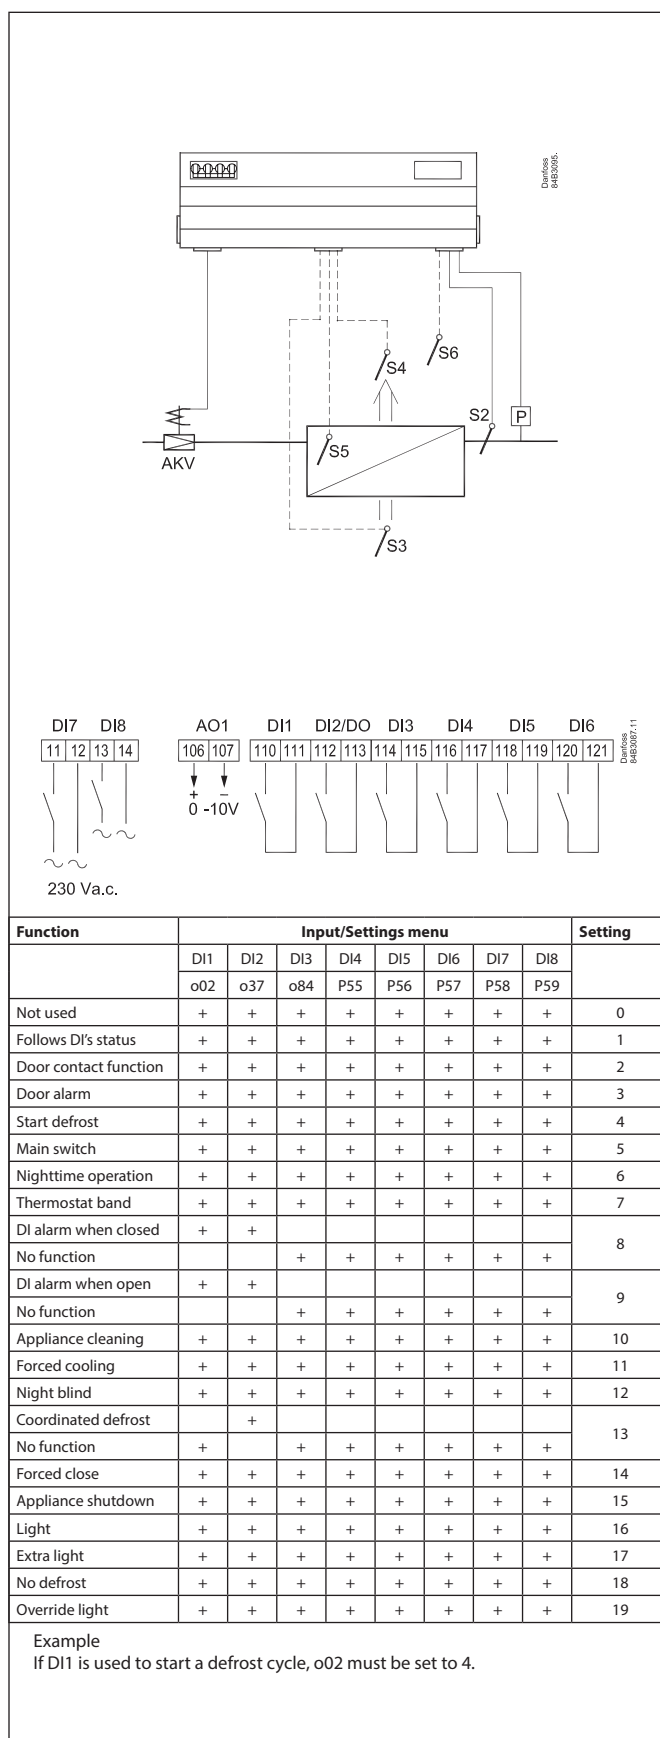 Danfoss
84B3095.
S4
S6
S2
P
S5
AKV
S3
DI7 DI8 AO1 DI1 DI2/DO DI3 DI4 DI5 DI6
11 12 13 14 106 107 110 111 112 113 114 115 116 117 118 119 120 121
Danfoss
84B3087.11
+ –
0 -10V
230 Va.c.
Function Input/Settings menu Setting
DI1 DI2 DI3 DI4 DI5 DI6 DI7 DI8
o02 o37 o84 P55 P56 P57 P58 P59
Not used + + + + + + + + 0
Follows DI's status + + + + + + + + 1
Door contact function + + + + + + + + 2
Door alarm + + + + + + + + 3
Start defrost + + + + + + + + 4
Main switch + + + + + + + + 5
Nighttime operation + + + + + + + + 6
Thermostat band + + + + + + + + 7
DI alarm when closed + + 8
No function + + + + + +
DI alarm when open + + 9
No function + + + + + +
Appliance cleaning + + + + + + + + 10
Forced cooling + + + + + + + + 11
Night blind + + + + + + + + 12
Coordinated defrost + 13
No function + + + + + + +
Forced close + + + + + + + + 14
Appliance shutdown + + + + + + + + 15
Light + + + + + + + + 16
Extra light + + + + + + + + 17
No defrost + + + + + + + + 18
Override light + + + + + + + + 19
Example
If DI1 is used to start a defrost cycle, o02 must be set to 4.